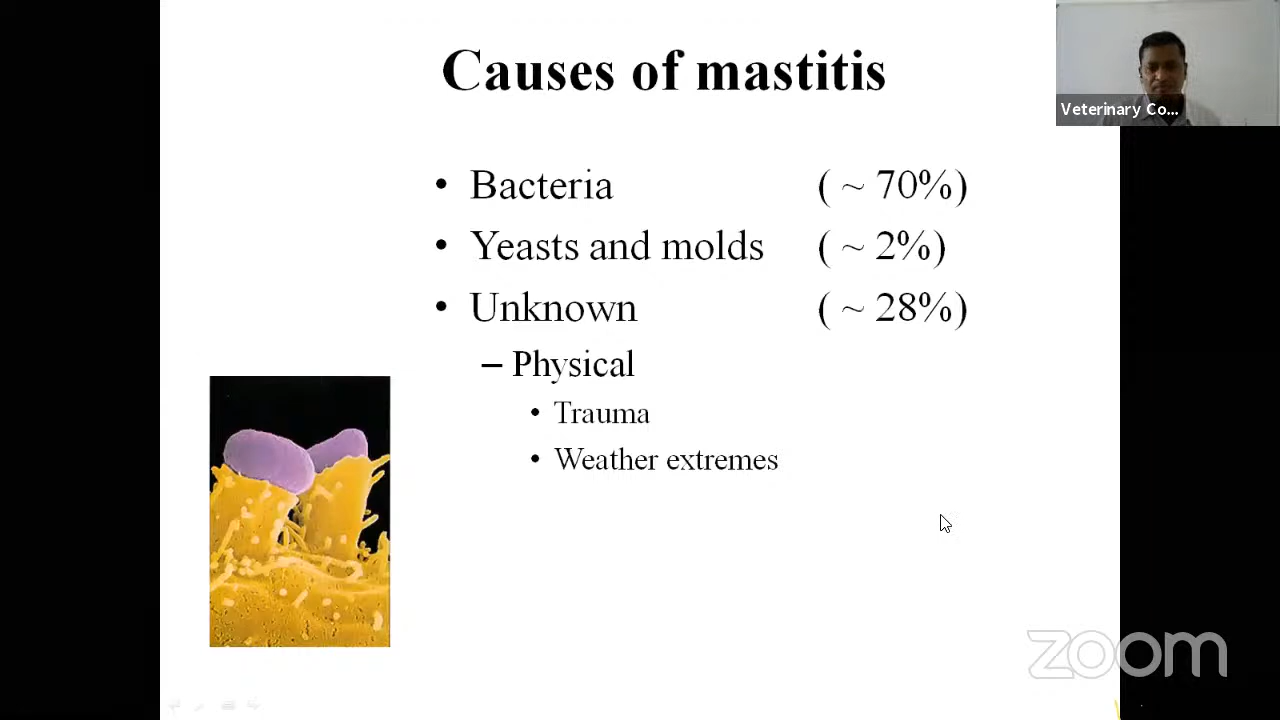 Causes of mastitis
Veterinary Co...
• Bacteria ( ~ 70%)
• Yeasts and molds ( ~ 2%)
• Unknown ( ~ 28%)
– Physical
• Trauma
• Weather extremes
zoom